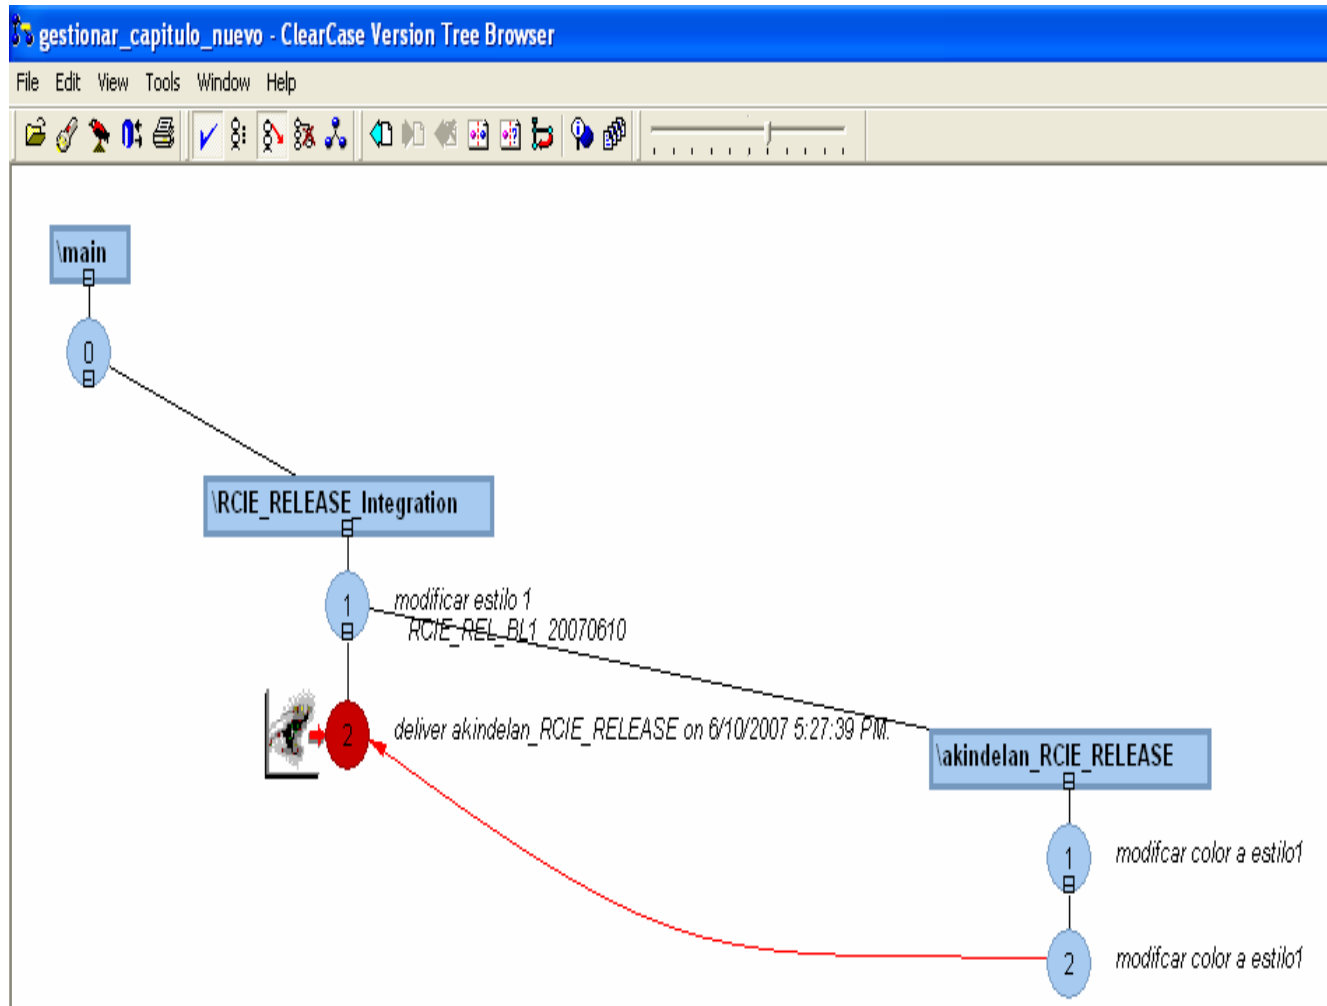 gestionar_capitulo_nuevo - ClearCase Version Tree Browser
File Edit View Tools Window Help
\main
0
\RCIE_RELEASE_Integration
1 modificar estilo 1
RCIE_REL_BL1_20070610
2 deliver akindelan_RCIE_RELEASE on 6/10/2007 5:27:39 PM.
\akindelan_RCIE_RELEASE
1 modifcar color a estilo1
2 modifcar color a estilo1